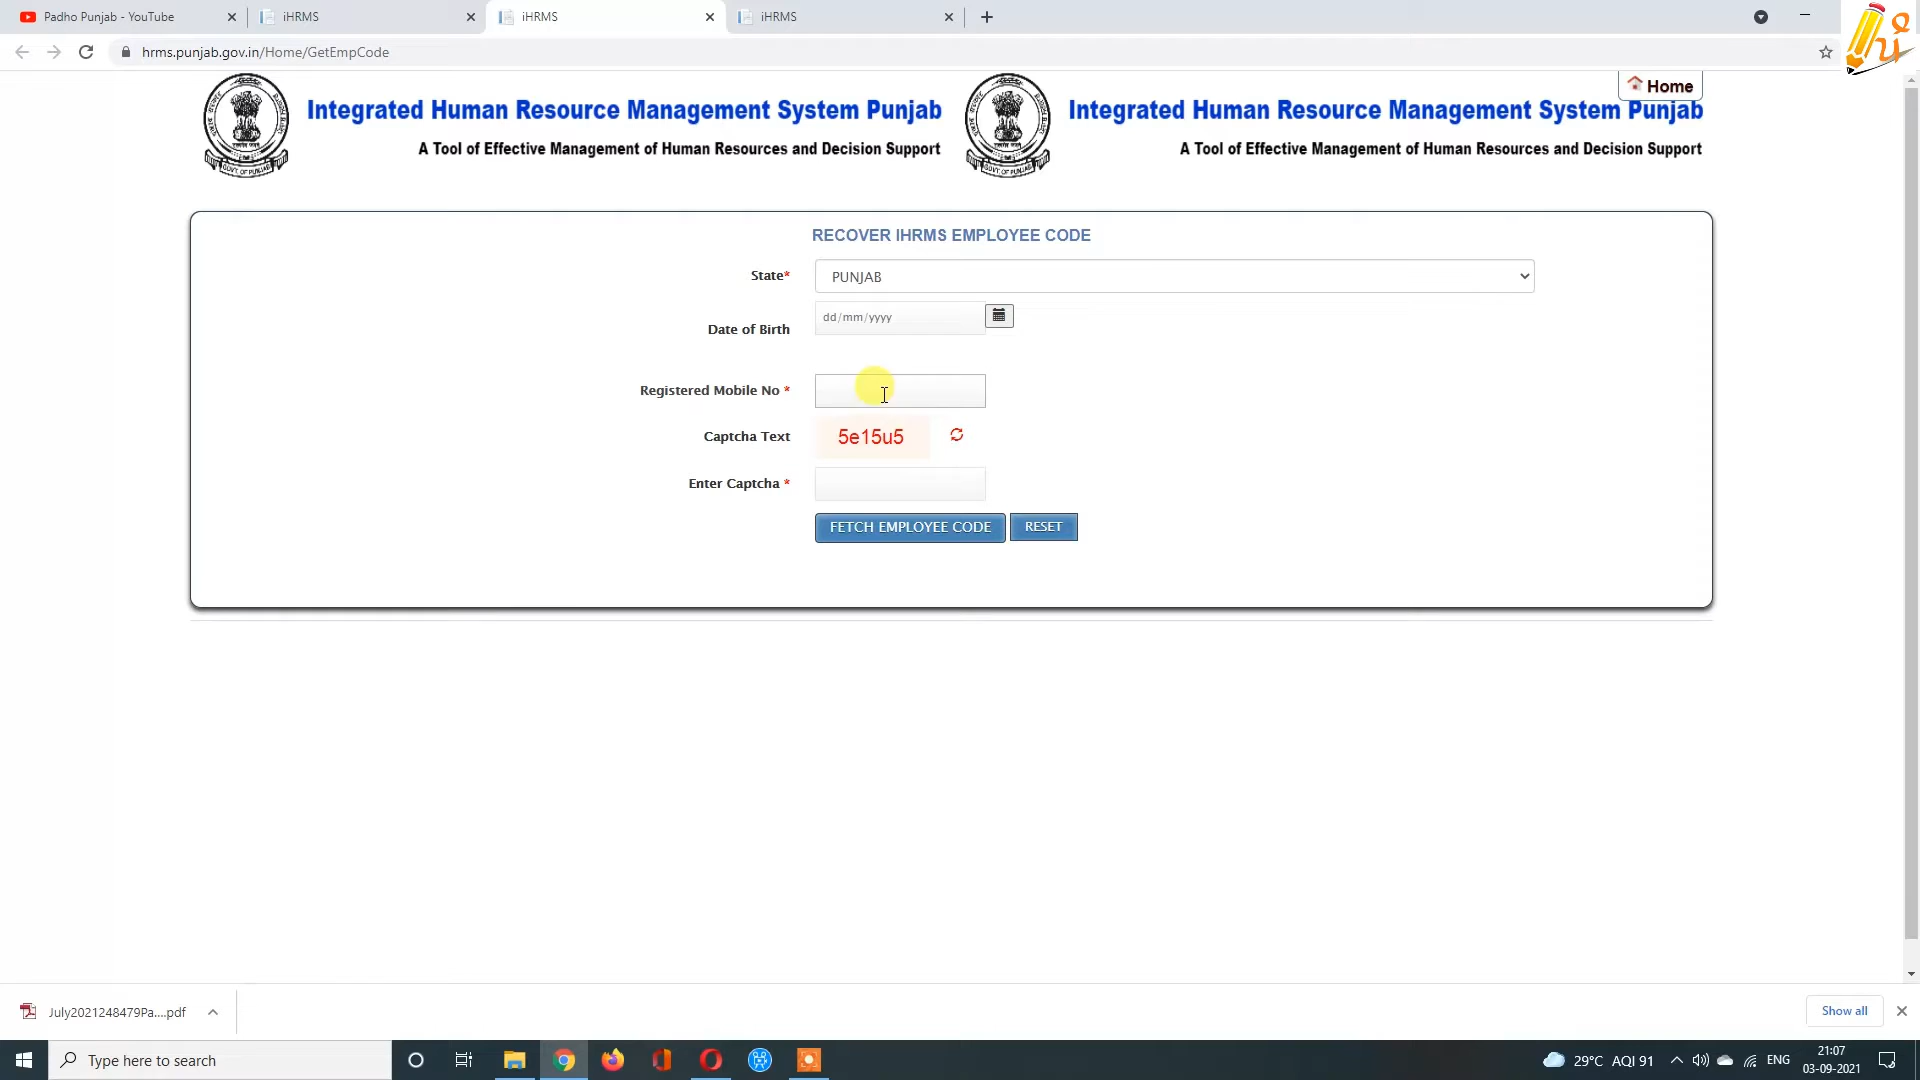 Padho Punjab - YouTube
iHRMS
iHRMS
iHRMS
hrms.punjab.gov.in/Home/GetEmpCode
Home
Integrated Human Resource Management System Punjab
A Tool of Effective Management of Human Resources and Decision Support
Integrated Human Resource Management System Punjab
A Tool of Effective Management of Human Resources and Decision Support
RECOVER IHRMS EMPLOYEE CODE
State*
PUNJAB
Date of Birth
dd/mm/yyyy
Registered Mobile No *
Captcha Text
5e15u5
Enter Captcha *
FETCH EMPLOYEE CODE
RESET
July2021248479Pa....pdf
Show all
Type here to search
29°C AQI 91
ENG
21:07
03-09-2021